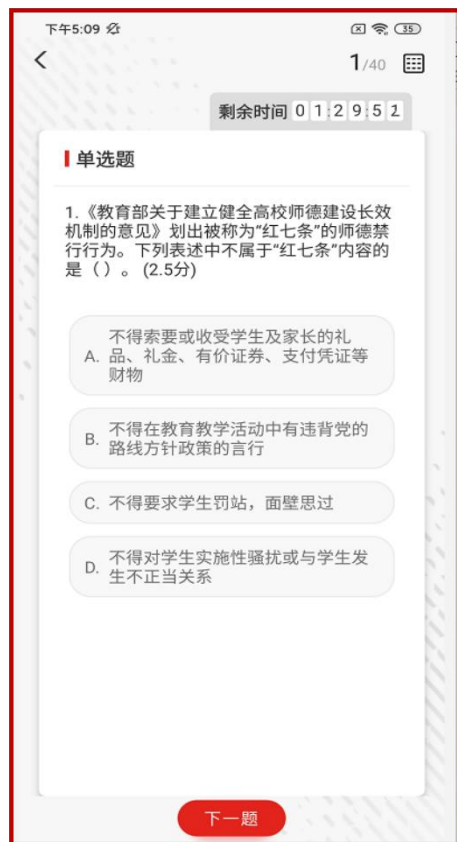 下午5:09
35
1/40
剩余时间 01:29:52
单选题
1.《教育部关于建立健全高校师德建设长效
机制的意见》划出被称为"红七条"的师德禁
行行为。下列表述中不属于"红七条"内容的
是（ ）。 (2.5分)
不得索要或收受学生及家长的礼
A. 品、礼金、有价证券、支付凭证等
财物
不得在教育教学活动中有违背党的
B.
路线方针政策的言行
C. 不得要求学生罚站，面壁思过
不得对学生实施性骚扰或与学生发
D.
生不正当关系
下一题